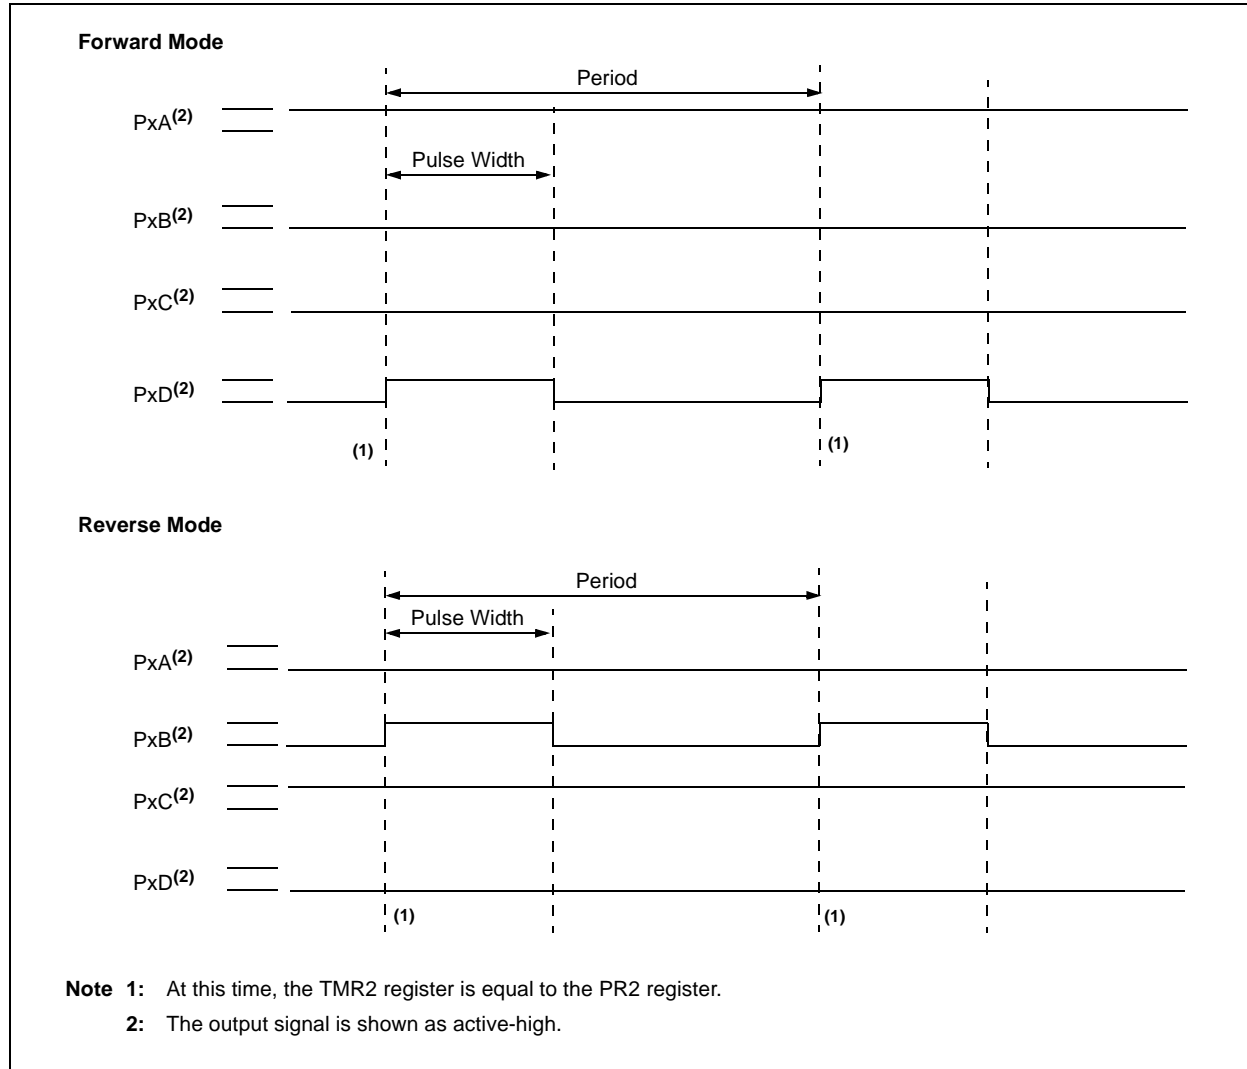 Forward Mode
Period
PxA(2)
Pulse Width
PxB(2)
PxC(2)
PxD(2)
(1) (1)
Reverse Mode
Period
Pulse Width
PxA(2)
PxB(2)
PxC(2)
PxD(2)
(1) (1)
Note 1: At this time, the TMR2 register is equal to the PR2 register.
2: The output signal is shown as active-high.